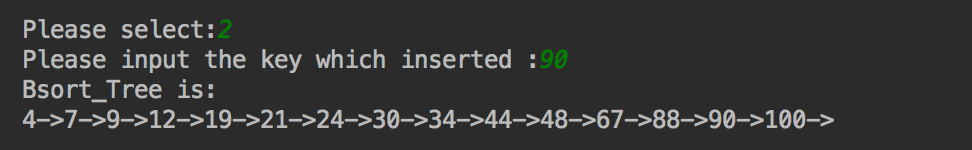 Please select:2
Please input the key which inserted :90
Bsort_Tree is:
4->7->9->12->19->21->24->30->34->44->48->67->88->90->100->